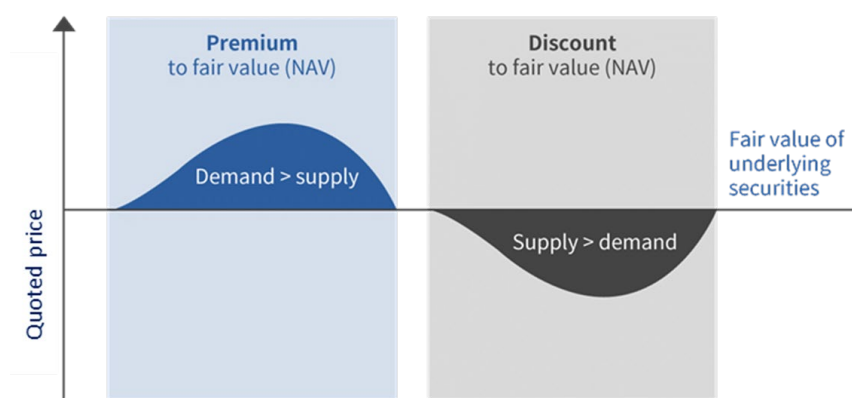 Premium
to fair value (NAV)
Demand > supply
Discount
to fair value (NAV)
Supply > demand
Fair value of
underlying
securities
Quoted price